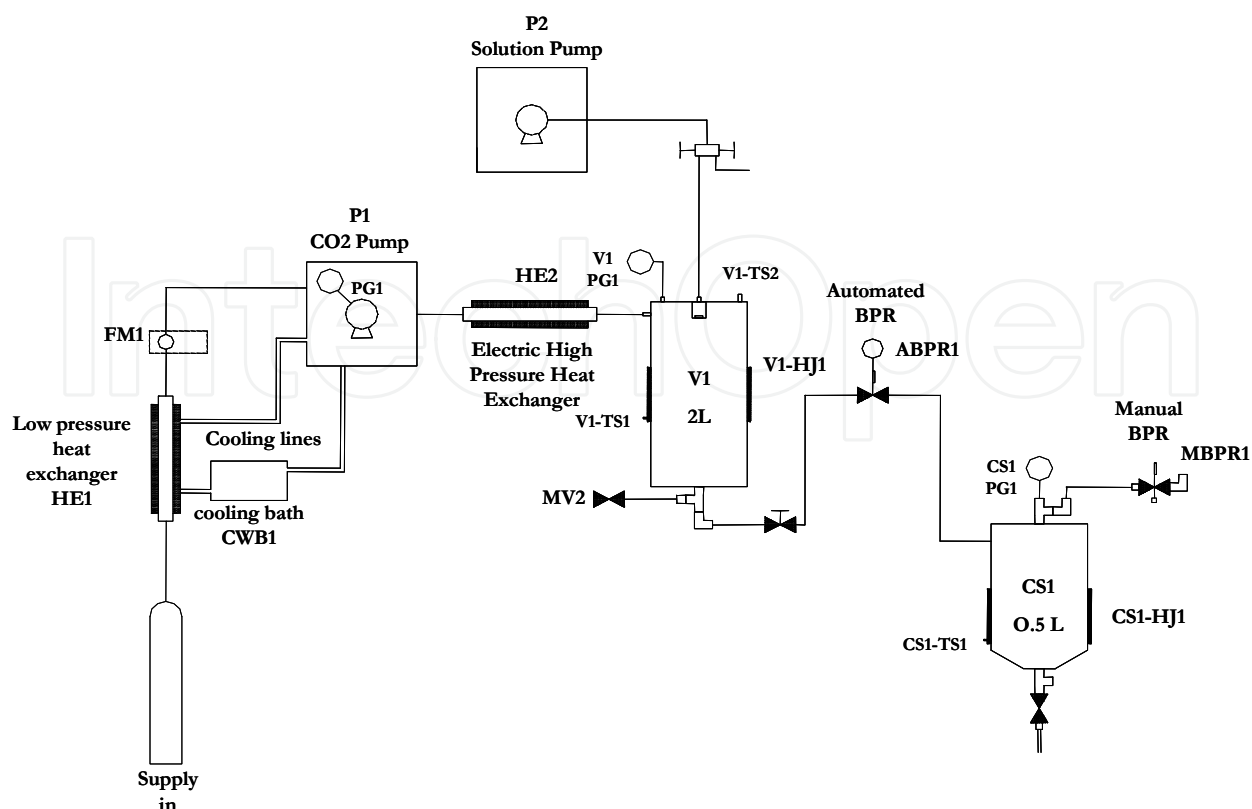 P2
Solution Pump
P1
CO2 Pump
PG1
FM1
HE2
Electric High
Pressure Heat
Exchanger
V1
PG1
V1-TS2
V1-HJ1
V1
2L
V1-TS1
Automated
BPR
ABPR1
Manual
BPR
MBPR1
CS1
PG1
MV2
Low pressure
heat
exchanger
HE1
Cooling lines
cooling bath
CWB1
CS1
O.5 L
CS1-HJ1
CS1-TS1
Supply
in
IntechOpen